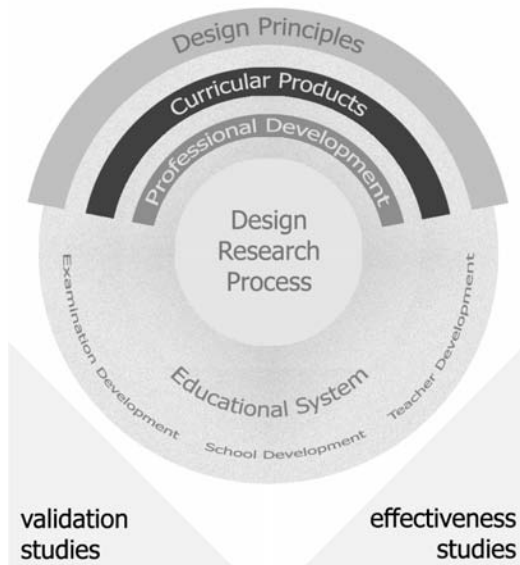 Design Principles
Curricular Products
Professional Development
Design
Research
Process
Examination Development
Educational System
Teacher Development
School Development
validation
studies
effectiveness
studies